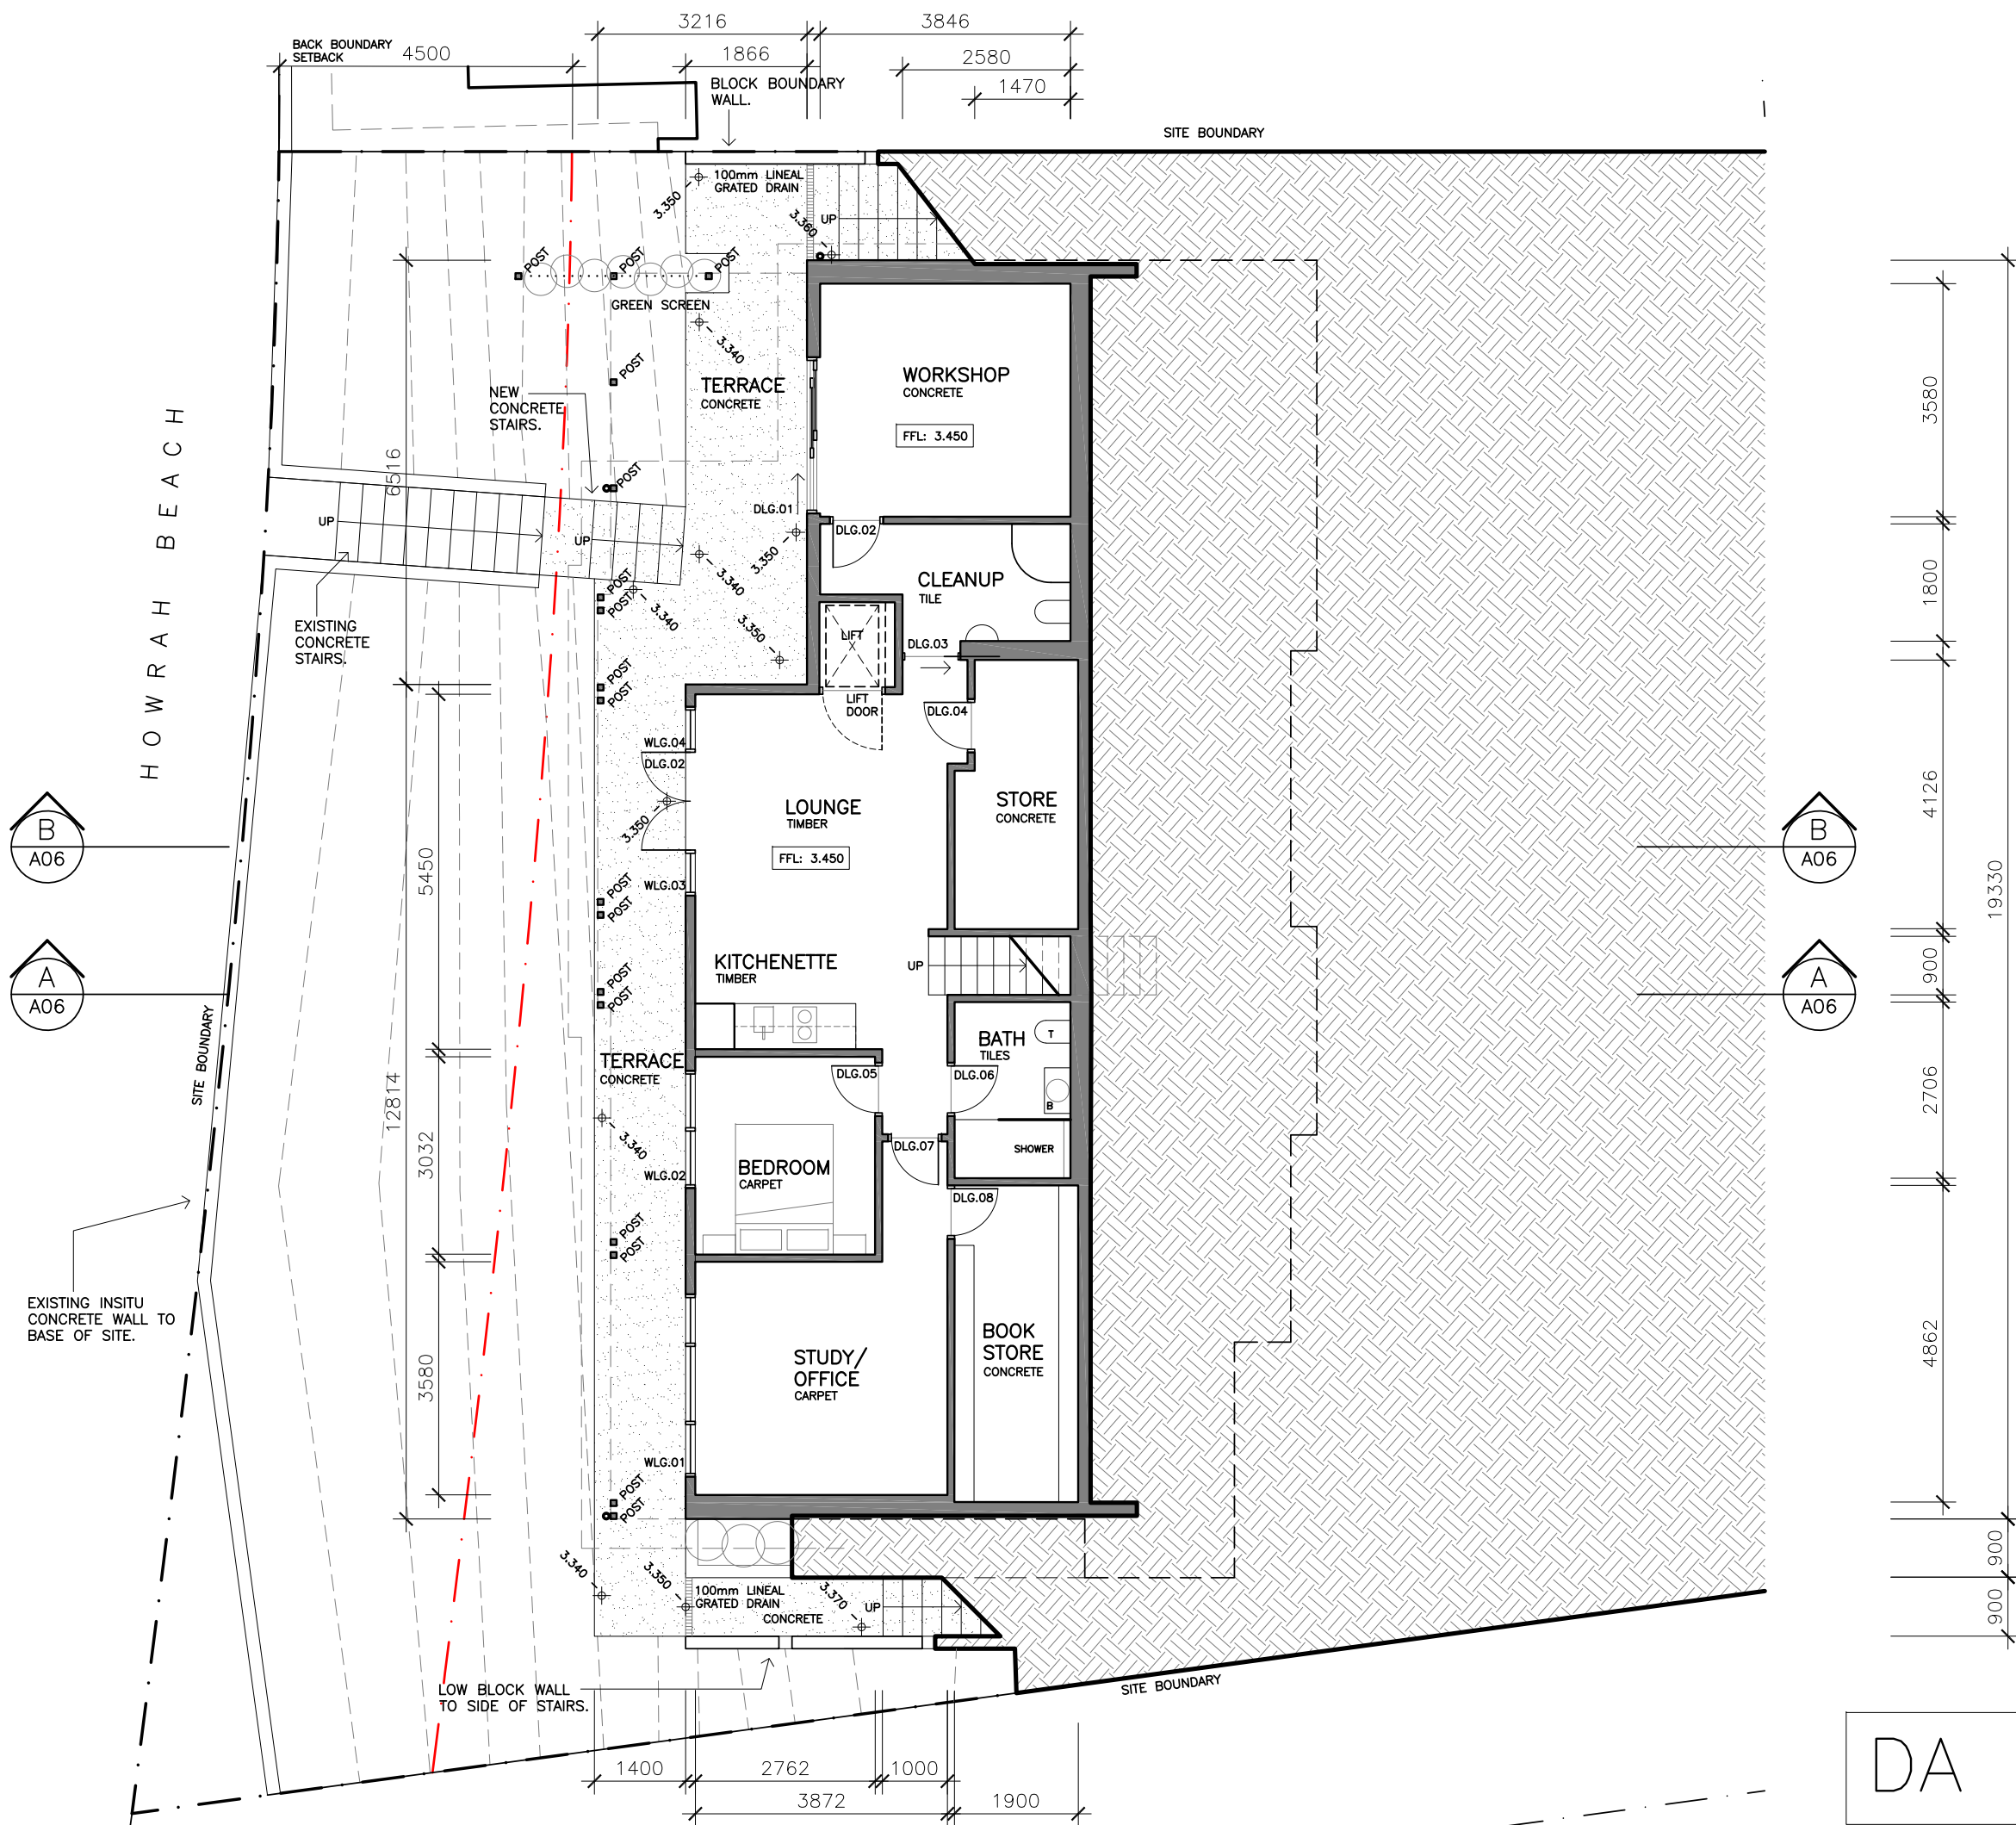 3216
3846
BACK BOUNDARY
SETBACK
4500
1866
2580
BLOCK BOUNDARY
WALL.
1470
SITE BOUNDARY
100mm LINEAL
GRATED DRAIN
3.350
3.360
UP
POST
POST
POST
GREEN SCREEN
3.340
POST
TERRACE
CONCRETE
WORKSHOP
CONCRETE
FFL: 3.450
NEW
CONCRETE
STAIRS.
3580
HOWRAH BEACH
6516
POST
DLG.01
DLG.02
UP
UP
3.350
3.340
CLEANUP
TILE
1800
POST
POST
3.340
3.350
EXISTING
CONCRETE
STAIRS.
LIFT
DLG.03
LIFT
DOOR
DLG.04
POST
POST
WLG.04
DLG.02
LOUNGE
TIMBER
FFL: 3.450
3.350
STORE
CONCRETE
4126
B
A06
B
A06
5450
WLG.03
POST
POST
19330
KITCHENETTE
TIMBER
UP
900
A
A06
A
A06
POST
POST
SITE BOUNDARY
BATH
TILES
T
TERRACE
CONCRETE
DLG.05
DLG.06
B
2706
12814
3032
3.340
DLG.07
SHOWER
BEDROOM
CARPET
WLG.02
DLG.08
POST
POST
EXISTING INSITU
CONCRETE WALL TO
BASE OF SITE.
BOOK
STORE
CONCRETE
4862
STUDY/
OFFICE
CARPET
3580
WLG.01
POST
POST
900
3.340
3.350
100mm LINEAL
GRATED DRAIN
3.370
CONCRETE
UP
900
LOW BLOCK WALL
TO SIDE OF STAIRS.
SITE BOUNDARY
1400
2762
1000
3872
1900
DA